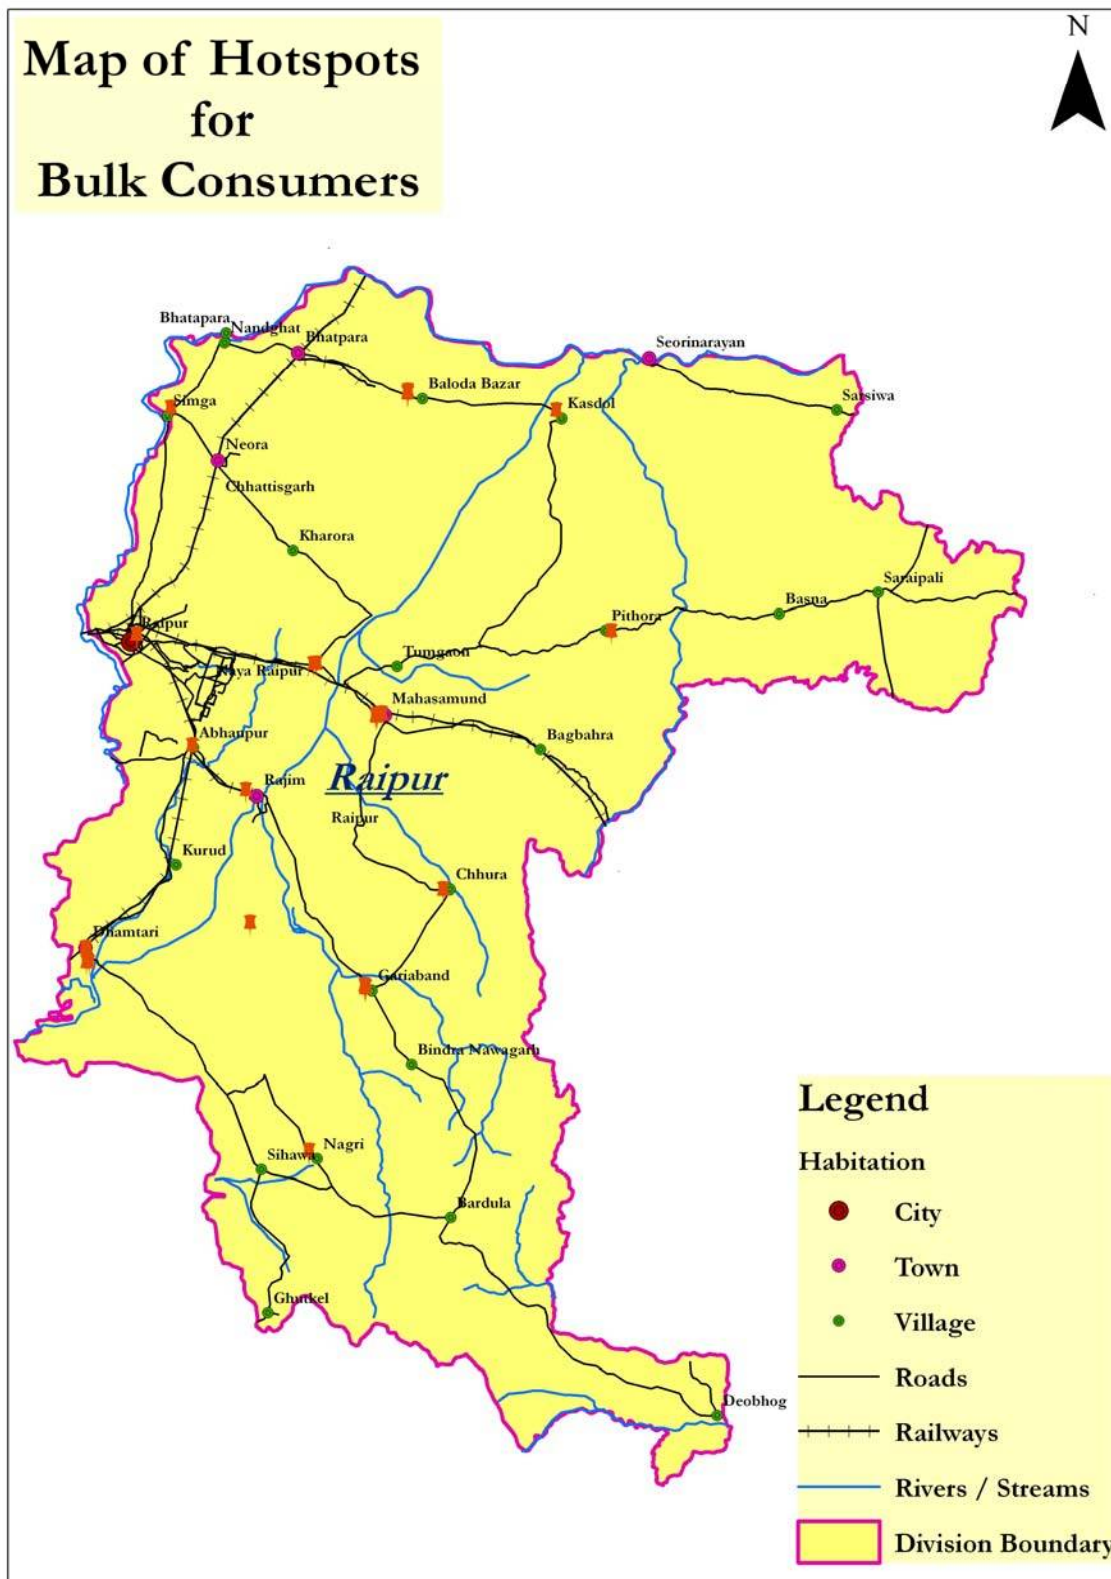 N
Map of Hotspots
for
Bulk Consumers
Bhatapara
Nandghat
Bhatpara
Seorinarayan
Baloda Bazar
Simga
Kasdol
Sarsiwa
Neora
Chhattisgarh
Kharora
Saraipali
Basna
Raipur
Pithora
Naya Raipur
Tumgaon
Mahasamund
Abhanpur
Bagbahra
Rajim
Raipur
Raipur
Kurud
Chhura
Dhamtari
Gariaband
Bindra Nawagarh
Nagri
Sihawa
Bardula
Ghutkel
Deobhog
Legend
Habitation
City
Town
Village
Roads
Railways
Rivers / Streams
Division Boundary